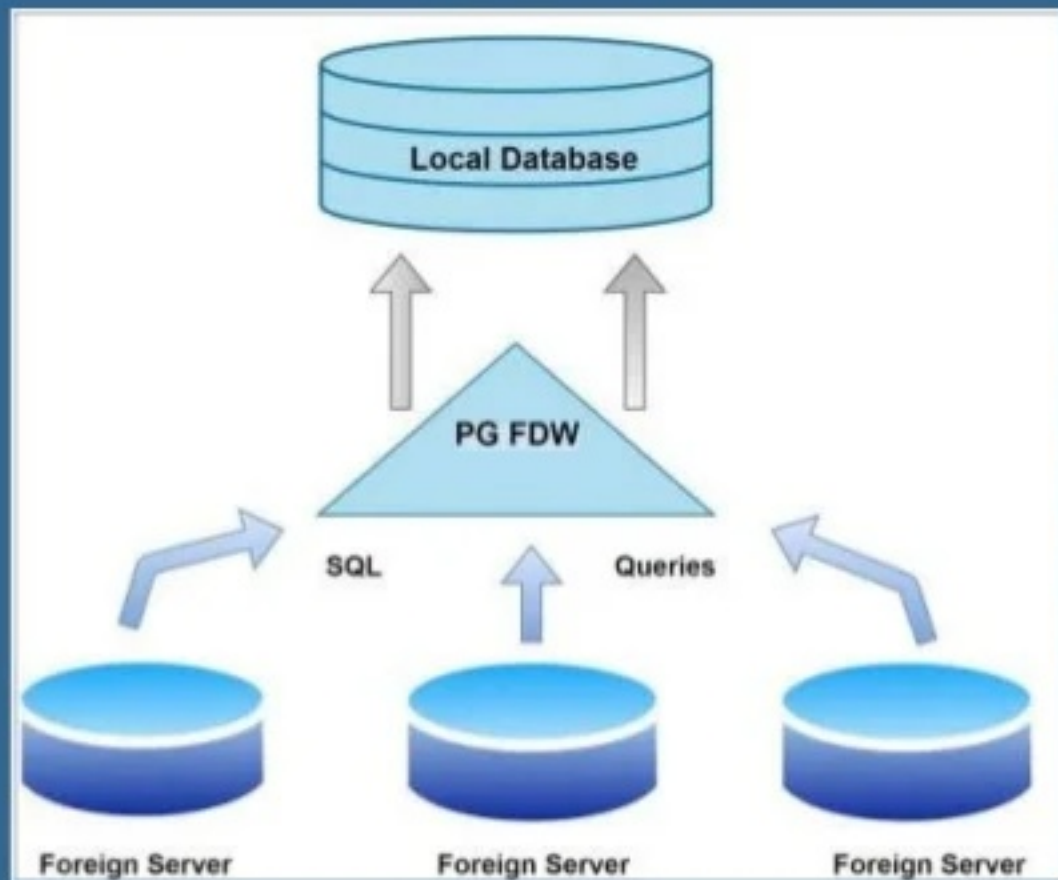 Local Database
PG FDW
SQL
Queries
Foreign Server
Foreign Server
Foreign Server